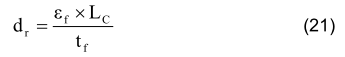 d_r = (ε_f × L_C) / t_f (21)